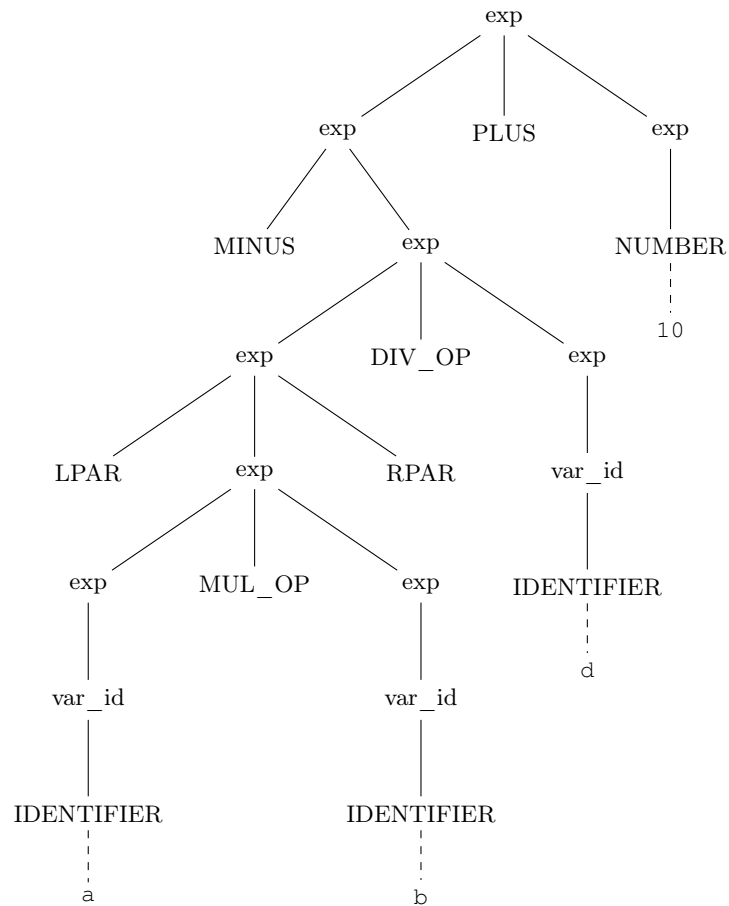 exp
exp PLUS exp
MINUS exp NUMBER
10
exp DIV_OP exp
LPAR exp RPAR var_id
exp MUL_OP exp IDENTIFIER
d
var_id var_id
IDENTIFIER IDENTIFIER
a b